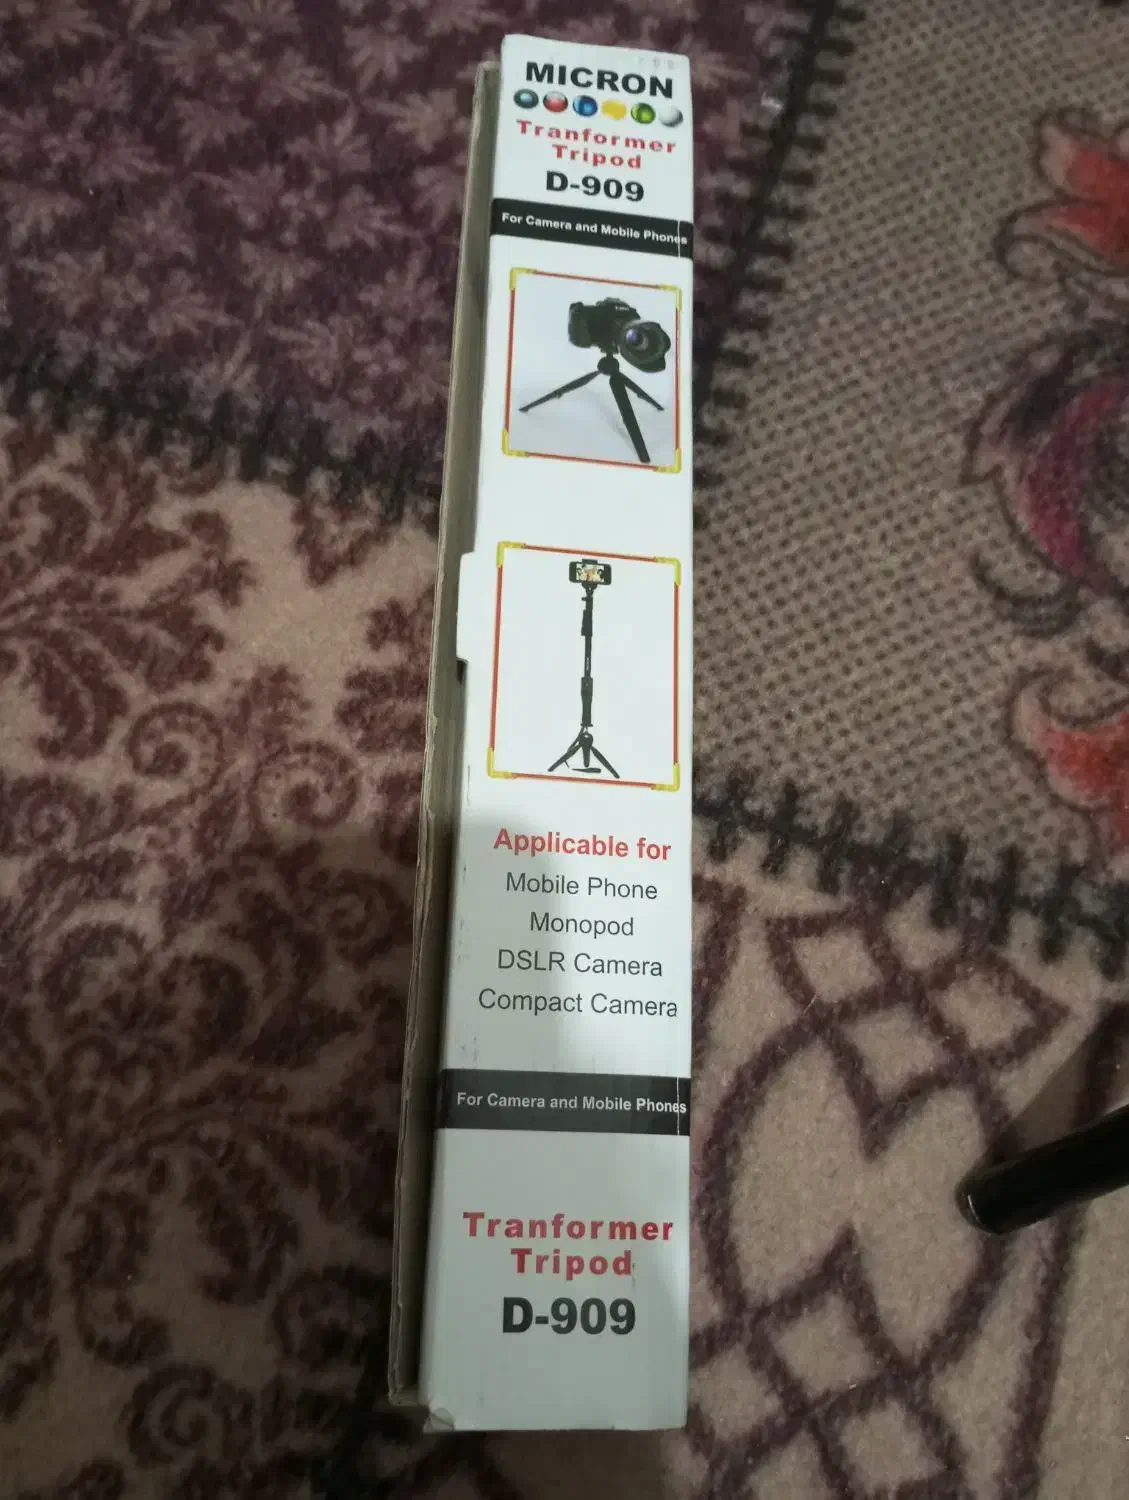 MICRON
Tranformer
Tripod
D-909
For Camera and Mobile Phones
Applicable for
Mobile Phone
Monopod
DSLR Camera
Compact Camera
For Camera and Mobile Phones
Tranformer
Tripod
D-909